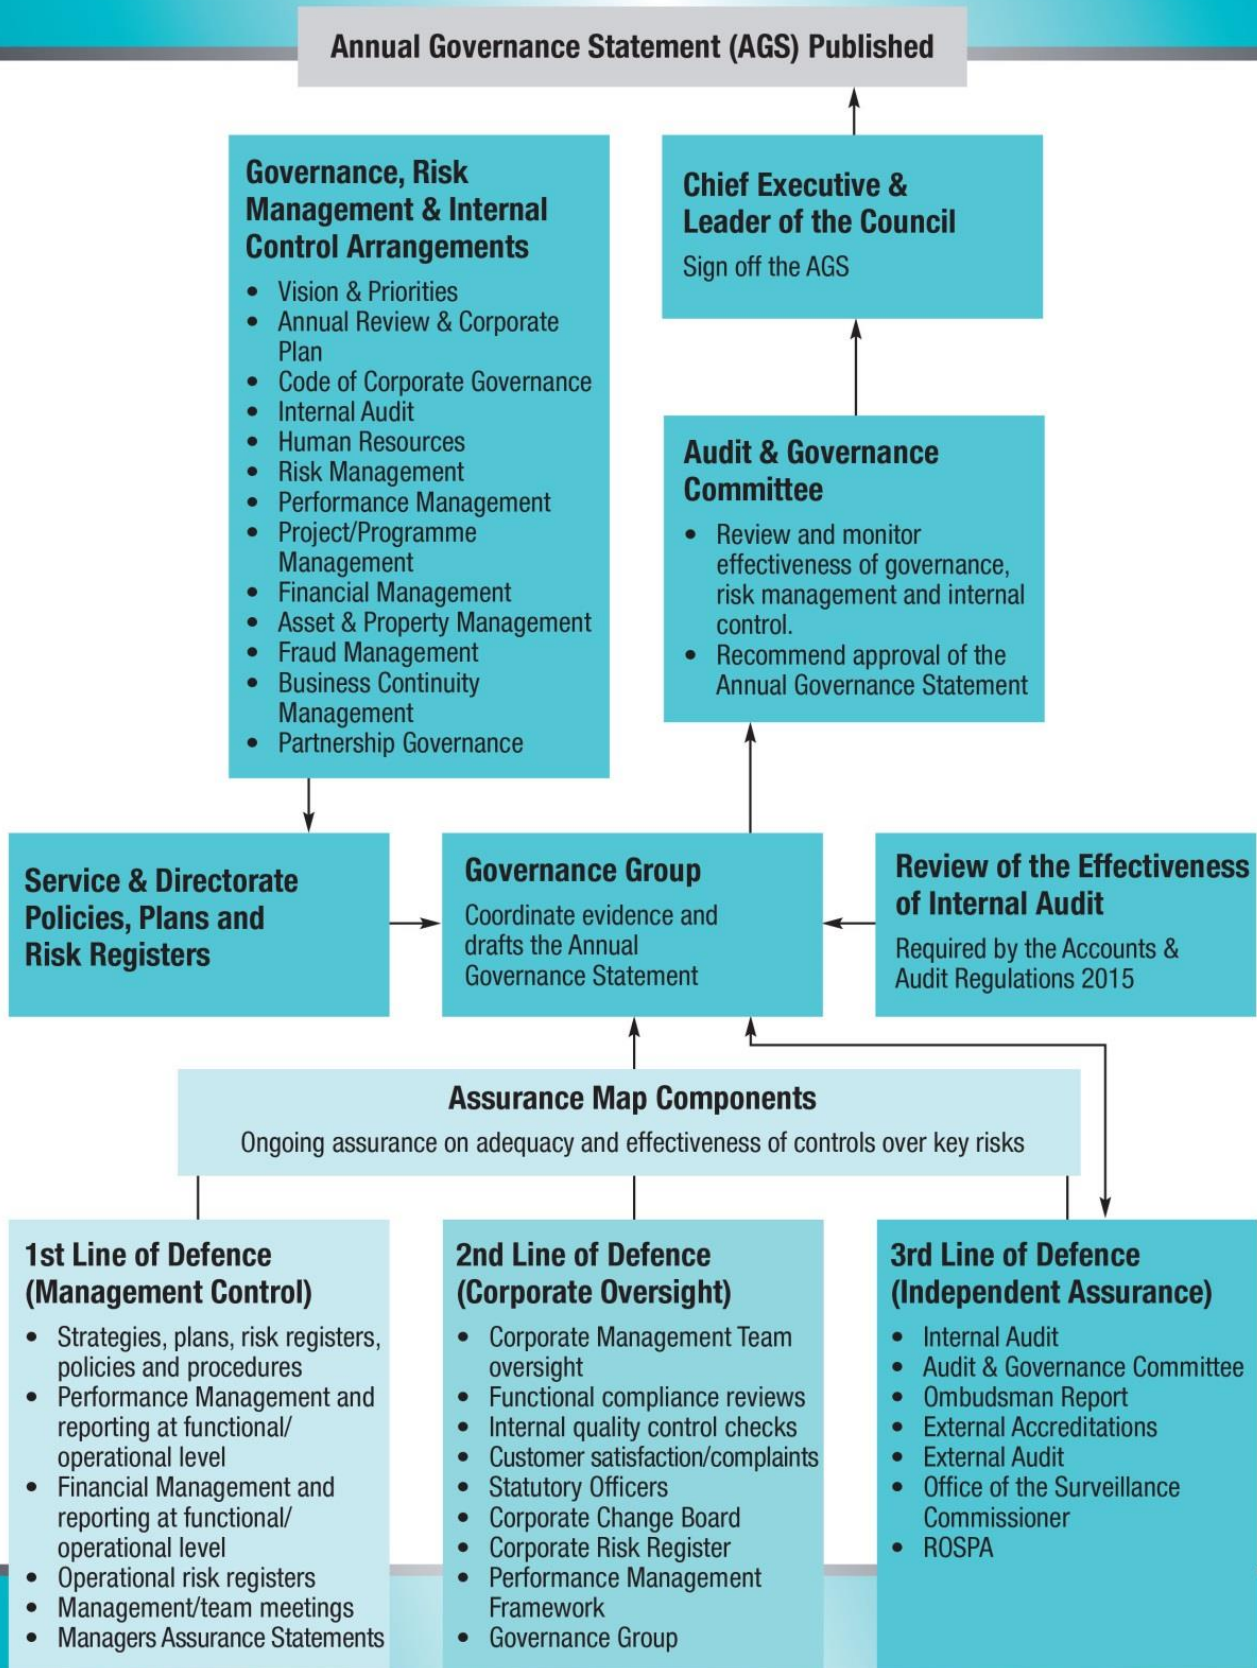 Annual Governance Statement (AGS) Published
Governance, Risk
Management & Internal
Control Arrangements
• Vision & Priorities
• Annual Review & Corporate
Plan
• Code of Corporate Governance
• Internal Audit
• Human Resources
• Risk Management
• Performance Management
• Project/Programme
Management
• Financial Management
• Asset & Property Management
• Fraud Management
• Business Continuity
Management
• Partnership Governance
Chief Executive &
Leader of the Council
Sign off the AGS
Audit & Governance
Committee
• Review and monitor
effectiveness of governance,
risk management and internal
control.
• Recommend approval of the
Annual Governance Statement
Service & Directorate
Policies, Plans and
Risk Registers
Governance Group
Coordinate evidence and
drafts the Annual
Governance Statement
Review of the Effectiveness
of Internal Audit
Required by the Accounts &
Audit Regulations 2015
Assurance Map Components
Ongoing assurance on adequacy and effectiveness of controls over key risks
1st Line of Defence
(Management Control)
• Strategies, plans, risk registers,
policies and procedures
• Performance Management and
reporting at functional/
operational level
• Financial Management and
reporting at functional/
operational level
• Operational risk registers
• Management/team meetings
• Managers Assurance Statements
2nd Line of Defence
(Corporate Oversight)
• Corporate Management Team
oversight
• Functional compliance reviews
• Internal quality control checks
• Customer satisfaction/complaints
• Statutory Officers
• Corporate Change Board
• Corporate Risk Register
• Performance Management
Framework
• Governance Group
3rd Line of Defence
(Independent Assurance)
• Internal Audit
• Audit & Governance Committee
• Ombudsman Report
• External Accreditations
• External Audit
• Office of the Surveillance
Commissioner
• ROSPA